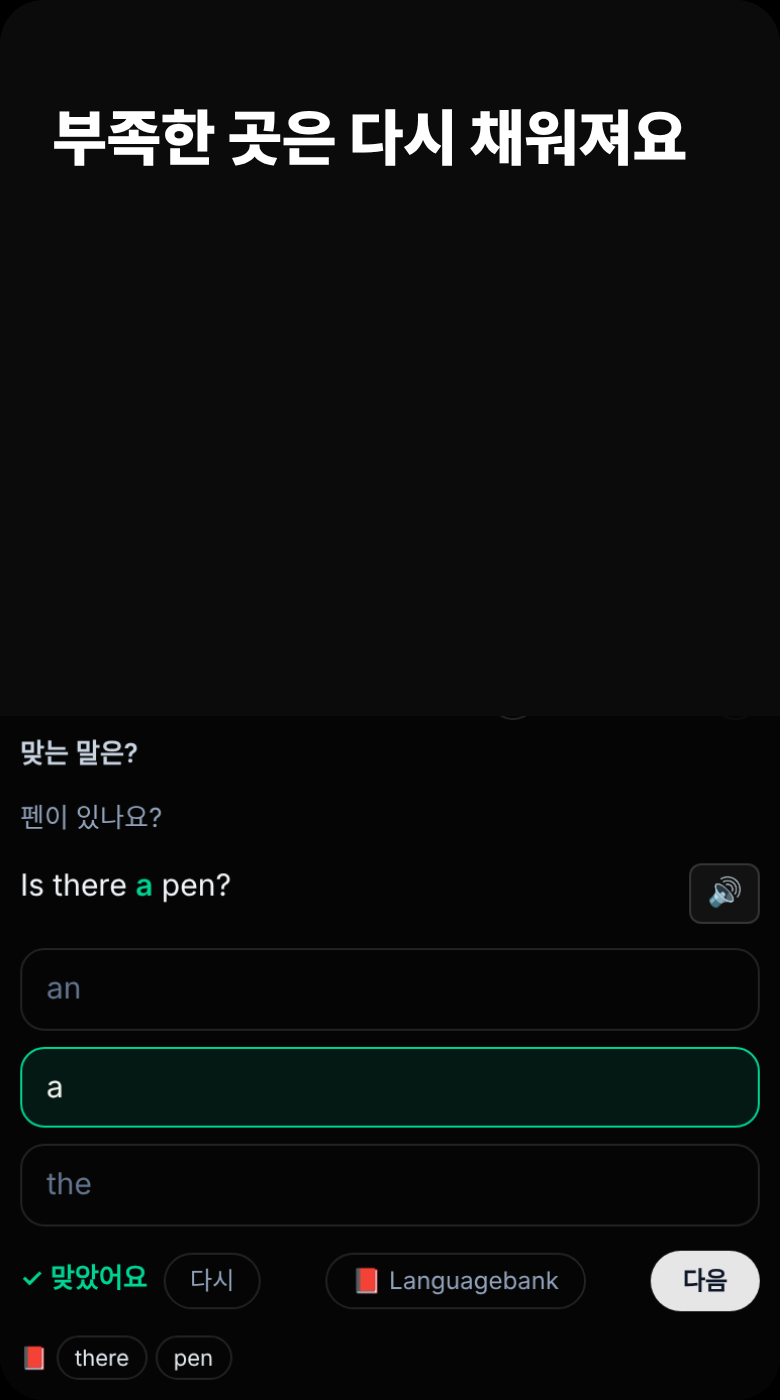 부족한 곳은 다시 채워져요
맞는 말은?
펜이 있나요?
Is there a pen?
an
a
the
✓ 맞았어요 다시 📕 Languagebank 다음
📕 there pen